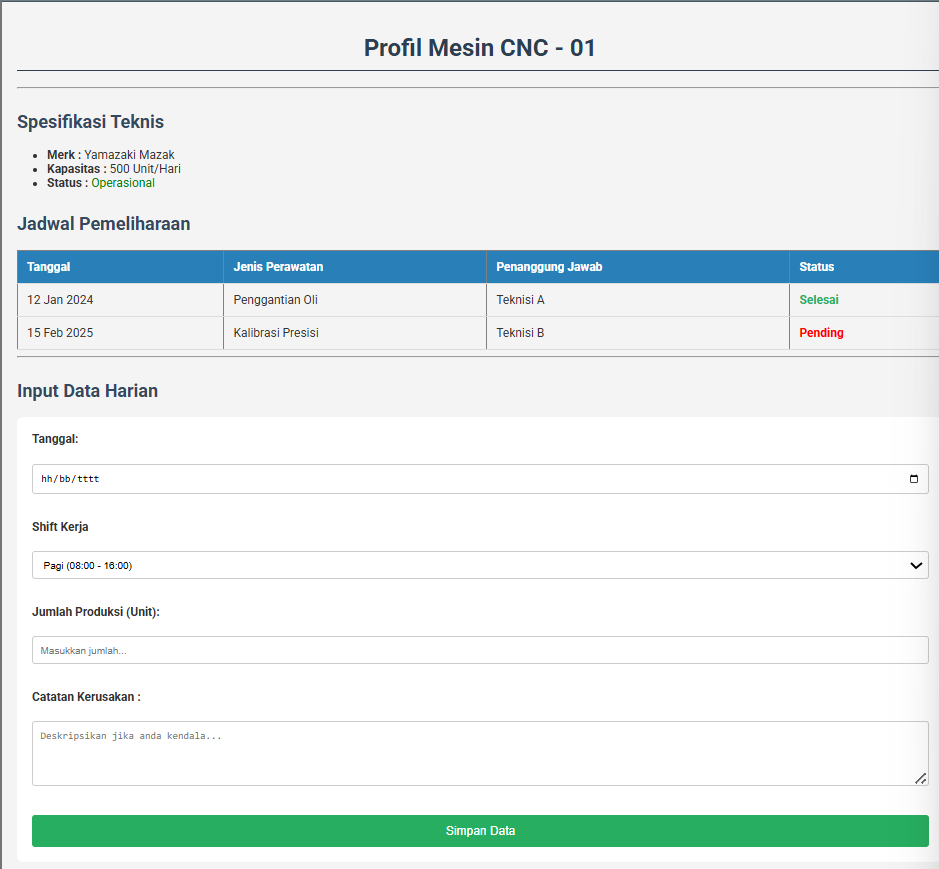 Profil Mesin CNC - 01
Spesifikasi Teknis
Merk : Yamazaki Mazak
Kapasitas : 500 Unit/Hari
Status : Operasional
Jadwal Pemeliharaan
Tanggal Jenis Perawatan Penanggung Jawab Status
12 Jan 2024 Penggantian Oli Teknisi A Selesai
15 Feb 2025 Kalibrasi Presisi Teknisi B Pending
Input Data Harian
Tanggal:
hh/bb/tttt
Shift Kerja
Pagi (08:00 - 16:00)
Jumlah Produksi (Unit):
Masukkan jumlah...
Catatan Kerusakan :
Deskripsikan jika anda kendala...
Simpan Data